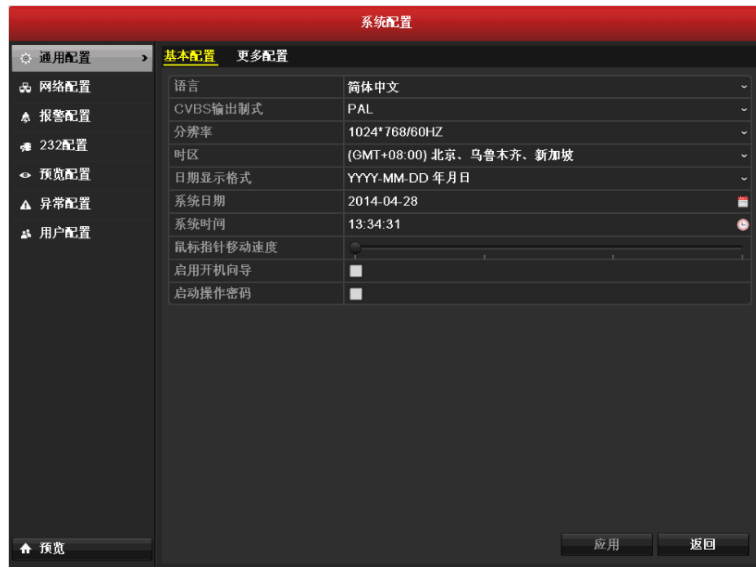 系统配置
通用配置
网络配置
报警配置
232配置
预览配置
异常配置
用户配置
预览
基本配置 更多配置
语言 简体中文
CVBS输出制式 PAL
分辨率 1024*768/60HZ
时区 (GMT+08:00) 北京、乌鲁木齐、新加坡
日期显示格式 YYYY-MM-DD 年月日
系统日期 2014-04-28
系统时间 13:34:31
鼠标指针移动速度
启用开机向导
启动操作密码
应用 返回